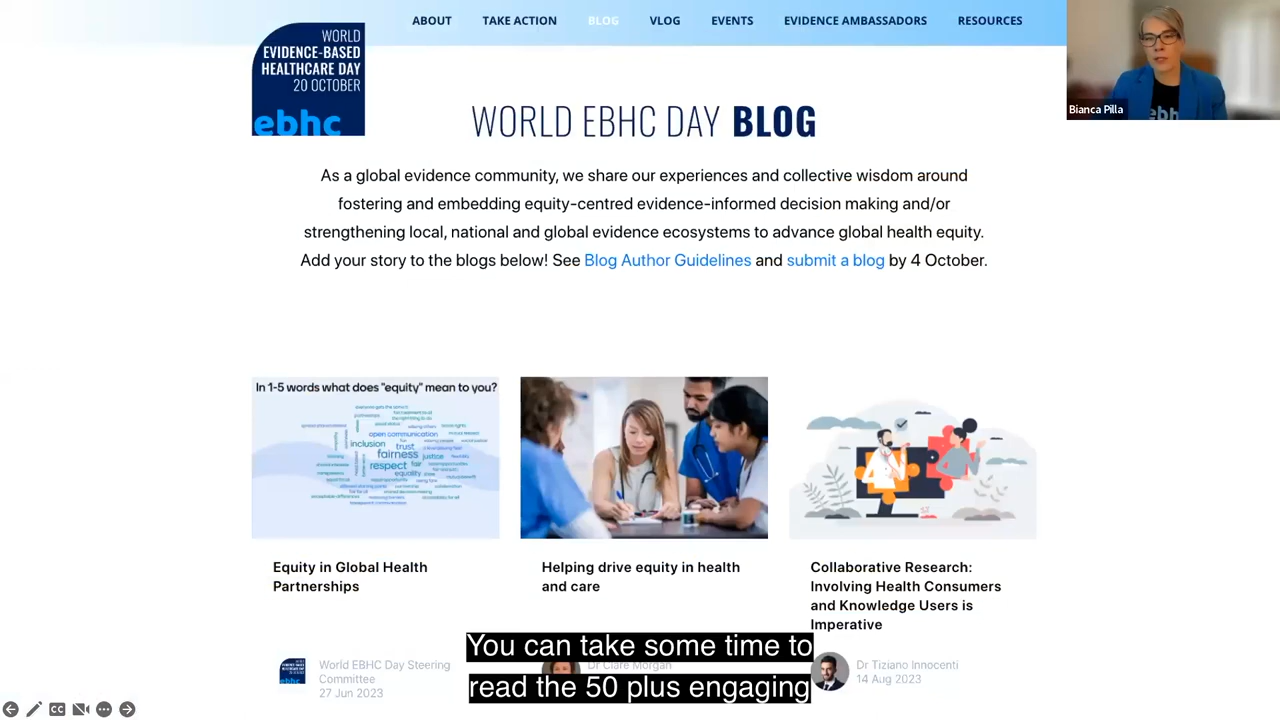 ABOUT TAKE ACTION BLOG VLOG EVENTS EVIDENCE AMBASSADORS RESOURCES
WORLD
EVIDENCE-BASED
HEALTHCARE DAY
20 OCTOBER
ebhc
Bianca Pilla
WORLD EBHC DAY BLOG
As a global evidence community, we share our experiences and collective wisdom around
fostering and embedding equity-centred evidence-informed decision making and/or
strengthening local, national and global evidence ecosystems to advance global health equity.
Add your story to the blogs below! See Blog Author Guidelines and submit a blog by 4 October.
In 1-5 words what does "equity" mean to you?
open communication
inclusion
trust
fairness
justice
respect
fair
equality
Equity in Global Health
Partnerships
World EBHC Day Steering
Committee
27 Jun 2023
Helping drive equity in health
and care
Dr Clare Morgan
Collaborative Research:
Involving Health Consumers
and Knowledge Users is
Imperative
Dr Tiziano Innocenti
14 Aug 2023
You can take some time to
read the 50 plus engaging
CC